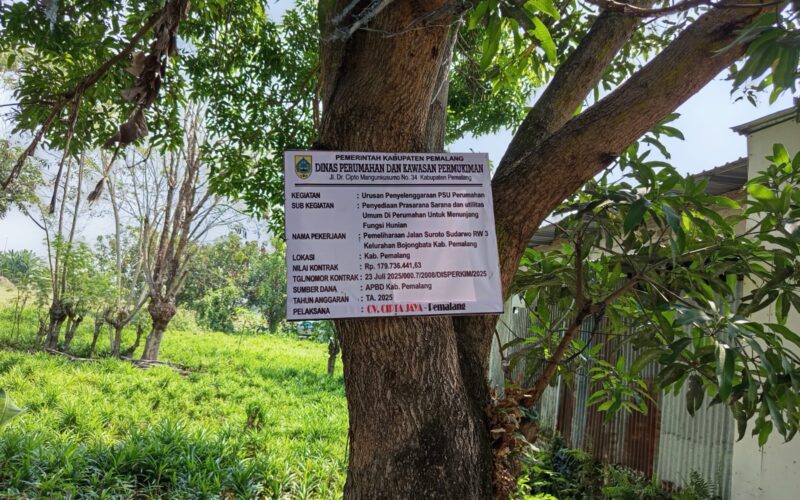 PEMERINTAH KABUPATEN PEMALANG
DINAS PERUMAHAN DAN KAWASAN PERMUKIMAN
Jl. Dr. Cipto Mangunkusumo No. 34 Kabupaten Pemalang
KEGIATAN : Urusan Penyelenggaraan PSU Perumahan
SUB KEGIATAN : Penyediaan Prasarana Sarana dan utilitas
Umum Di Perumahan Untuk Menunjang
Fungsi Hunian
NAMA PEKERJAAN : Pemeliharaan Jalan Suroto Sudarwo RW 3
Kelurahan Bojongbata Kab. Pemalang
LOKASI : Kab. Pemalang
NILAI KONTRAK : Rp. 179.736.441,63
TGL/NOMOR KONTRAK : 23 Juli 2025/000.7/2008/DISPERKIM/2025
SUMBER DANA : APBD Kab. Pemalang
TAHUN ANGGARAN : TA. 2025
PELAKSANA : CV. CIPTA JAYA - Pemalang